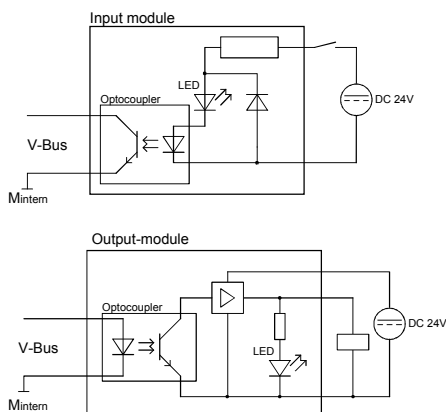 Input module
LED
Optocoupler
DC 24V
V-Bus
Mintern
Output-module
Optocoupler
DC 24V
LED
V-Bus
Mintern